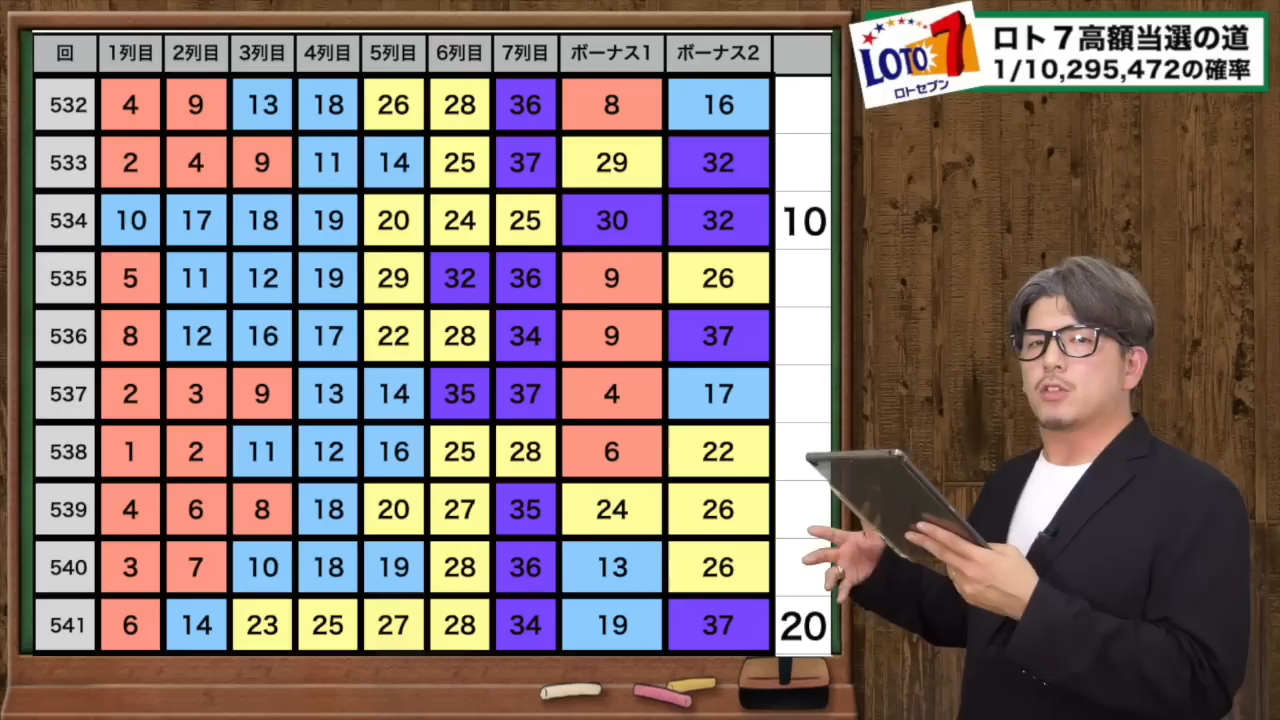 回 1列目 2列目 3列目 4列目 5列目 6列目 7列目 ボーナス1 ボーナス2
532 4 9 13 18 26 28 36 8 16
533 2 4 9 11 14 25 37 29 32
534 10 17 18 19 20 24 25 30 32 10
535 5 11 12 19 29 32 36 9 26
536 8 12 16 17 22 28 34 9 37
537 2 3 9 13 14 35 37 4 17
538 1 2 11 12 16 25 28 6 22
539 4 6 8 18 20 27 35 24 26
540 3 7 10 18 19 28 36 13 26
541 6 14 23 25 27 28 34 19 37 20
LOTO 7
ロトセブン
ロト7高額当選の道
1/10,295,472の確率